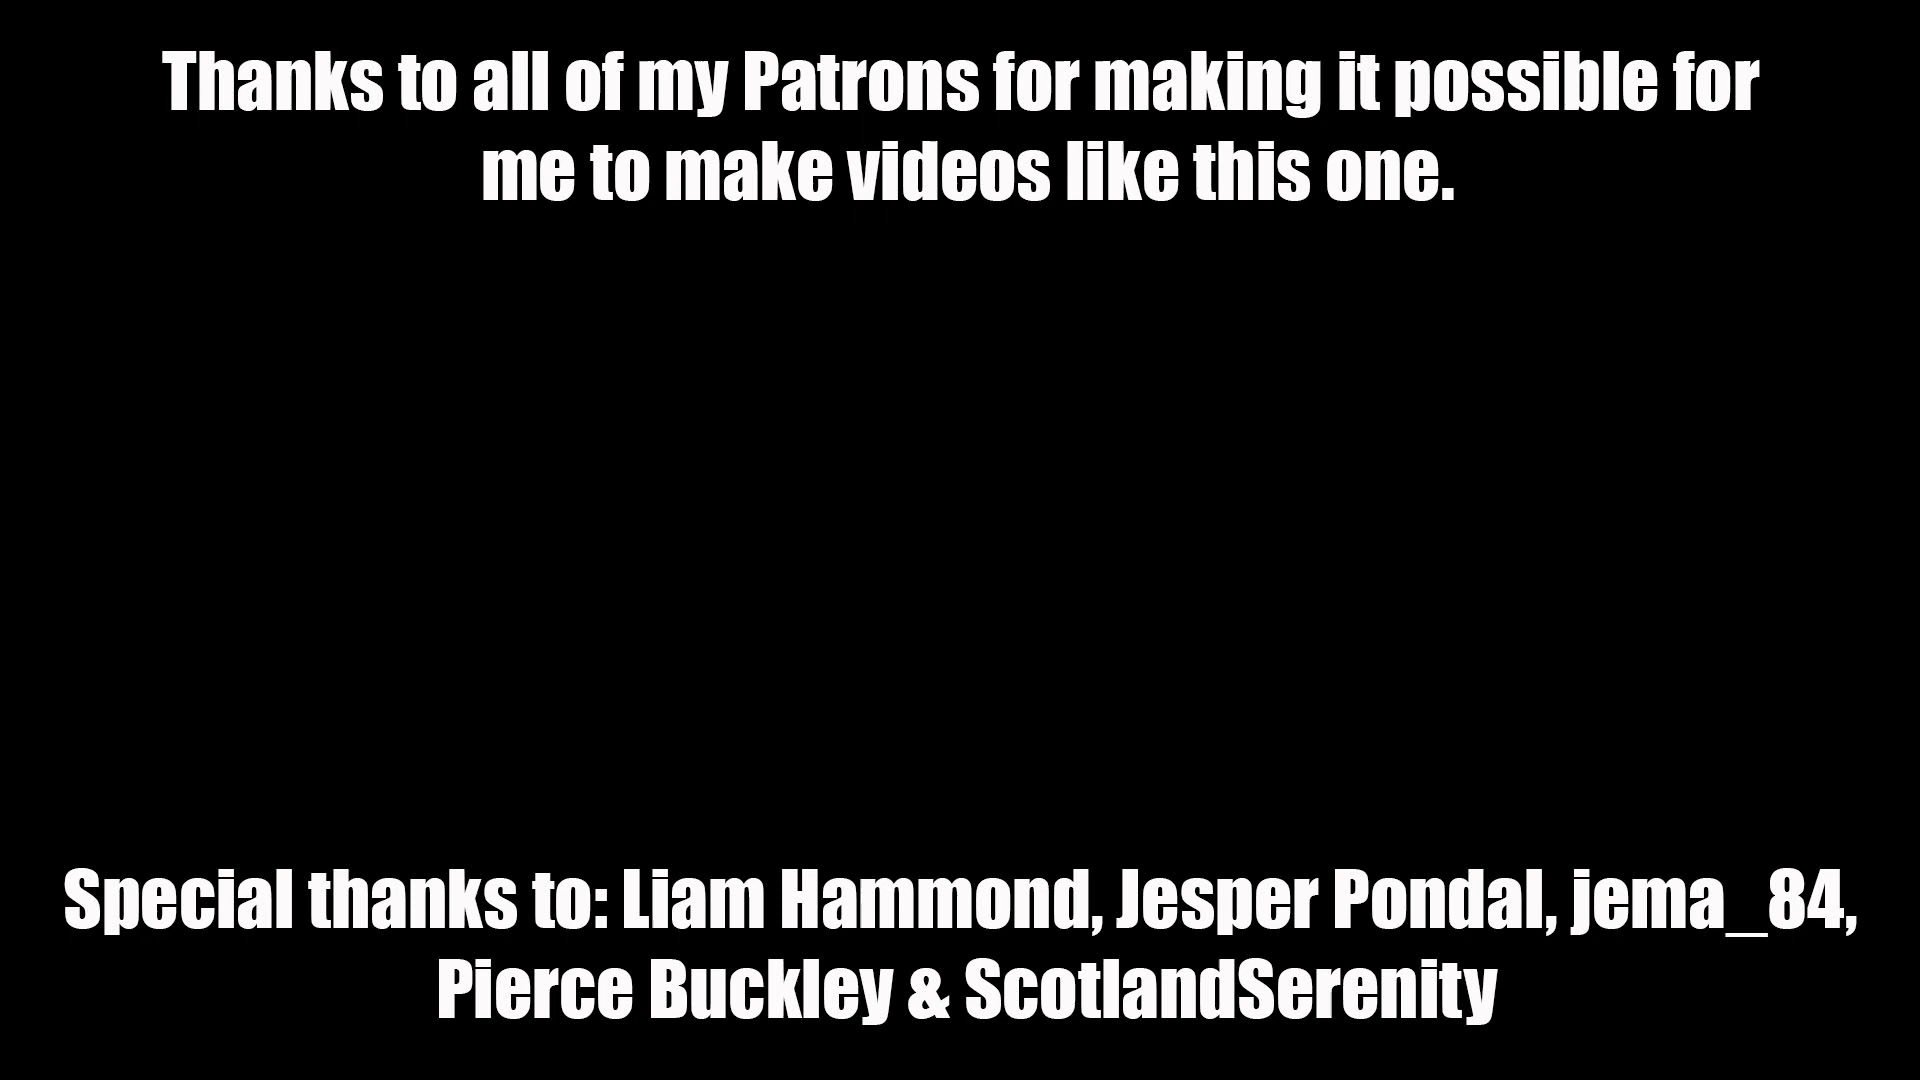 Thanks to all of my Patrons for making it possible for
me to make videos like this one.
Special thanks to: Liam Hammond, Jesper Pondal, jema_84,
Pierce Buckley & ScotlandSerenity